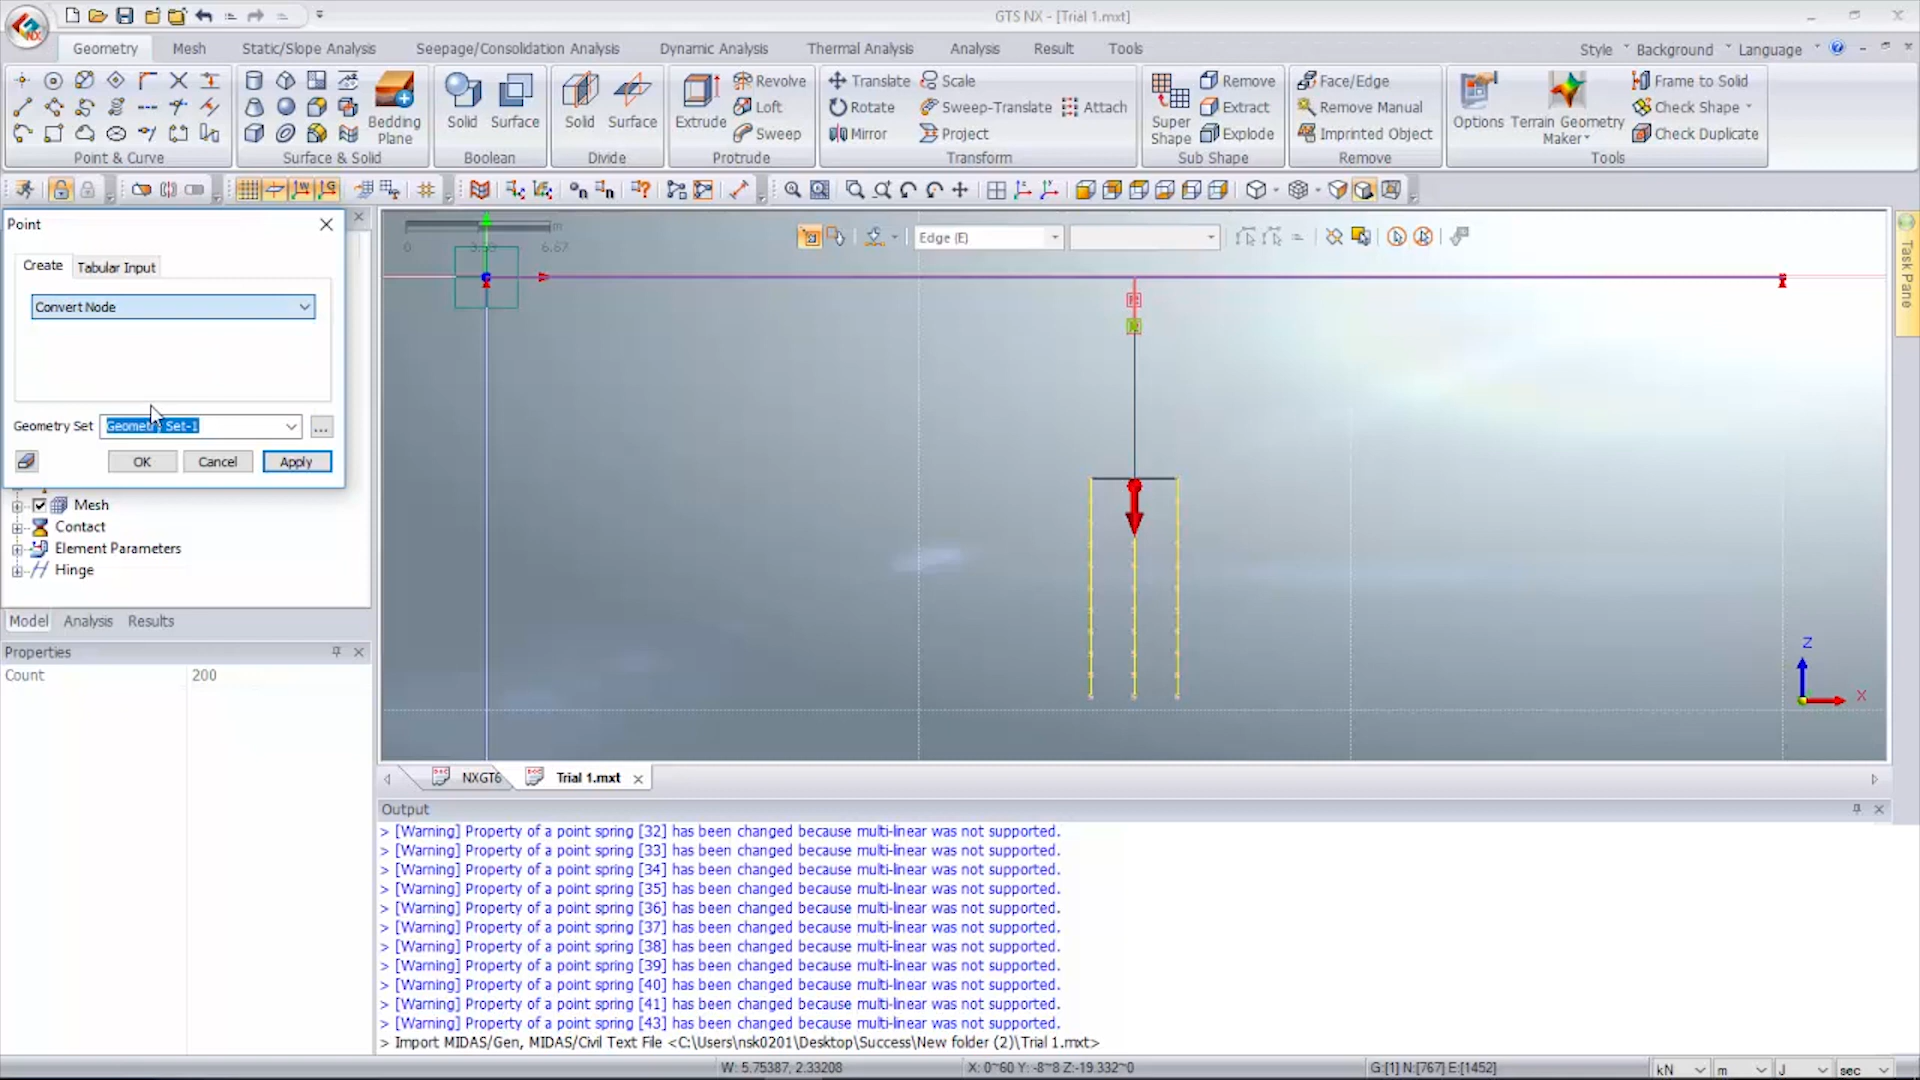 GTS NX - [Trial 1.mxt]
Geometry Mesh Static/Slope Analysis Seepage/Consolidation Analysis Dynamic Analysis Thermal Analysis Analysis Result Tools Style Background Language
Bedding Plane
Point & Curve
Surface & Solid
Solid Surface
Boolean
Solid Surface
Divide
Extrude
Revolve
Loft
Sweep
Protrude
Translate Scale
Rotate Sweep-Translate Attach
Mirror Project
Transform
Super Shape
Remove
Extract
Explode
Sub Shape
Face/Edge
Remove Manual
Imprinted Object
Remove
Options Terrain Geometry Maker
Frame to Solid
Check Shape
Check Duplicate
Tools
Point
Create Tabular Input
Convert Node
Geometry Set Geometry Set-1 ...
OK Cancel Apply
Mesh
Contact
Element Parameters
Hinge
Model Analysis Results
Properties
Count 200
0 6.67
Edge (E)
Task Pane
Z
X
NXGT6 Trial 1.mxt
Output
> [Warning] Property of a point spring [32] has been changed because multi-linear was not supported.
> [Warning] Property of a point spring [33] has been changed because multi-linear was not supported.
> [Warning] Property of a point spring [34] has been changed because multi-linear was not supported.
> [Warning] Property of a point spring [35] has been changed because multi-linear was not supported.
> [Warning] Property of a point spring [36] has been changed because multi-linear was not supported.
> [Warning] Property of a point spring [37] has been changed because multi-linear was not supported.
> [Warning] Property of a point spring [38] has been changed because multi-linear was not supported.
> [Warning] Property of a point spring [39] has been changed because multi-linear was not supported.
> [Warning] Property of a point spring [40] has been changed because multi-linear was not supported.
> [Warning] Property of a point spring [41] has been changed because multi-linear was not supported.
> [Warning] Property of a point spring [43] has been changed because multi-linear was not supported.
> Import MIDAS/Gen, MIDAS/Civil Text File <C:\Users\nsk0201\Desktop\Success\New folder (2)\Trial 1.mxt>
W: 5.75387, 2.33208 X: 0~60 Y: -8~8 Z:-19.332~0 G:[1] N:[767] E:[1452] kN m J sec